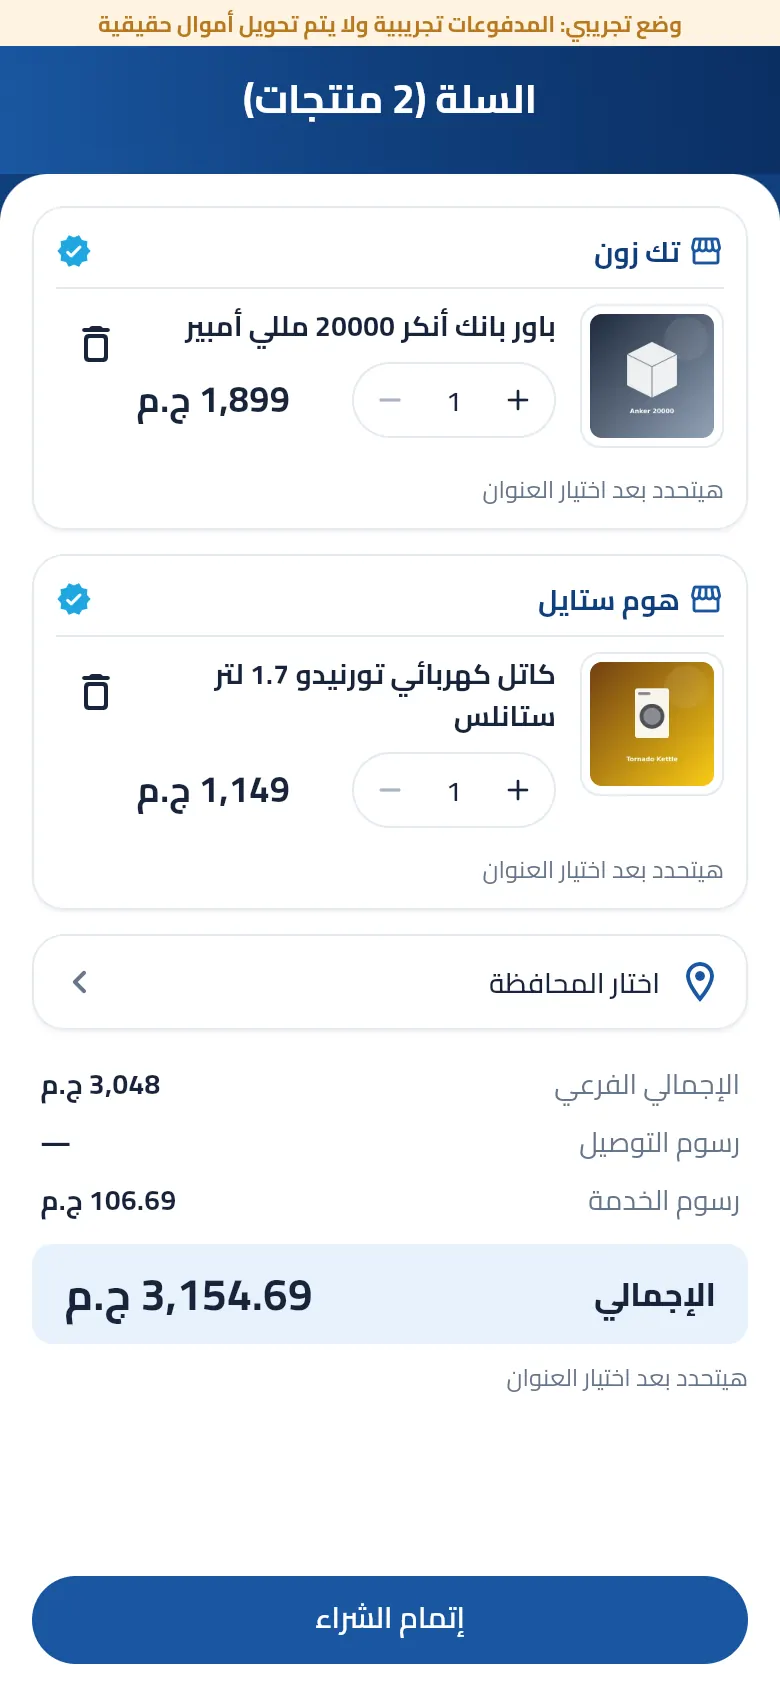 وضع تجريبي: المدفوعات تجريبية ولا يتم تحويل أموال حقيقية
السلة (2 منتجات)
تك زون
باور بانك أنكر 20000 مللي أمبير
1
1,899 ج.م
Anker 20000
هيتحدد بعد اختيار العنوان
هوم ستايل
كاتل كهربائي تورنيدو 1.7 لتر
ستانلس
1
1,149 ج.م
Tornado Kettle
هيتحدد بعد اختيار العنوان
اختار المحافظة
الإجمالي الفرعي 3,048 ج.م
رسوم التوصيل —
رسوم الخدمة 106.69 ج.م
الإجمالي 3,154.69 ج.م
هيتحدد بعد اختيار العنوان
إتمام الشراء